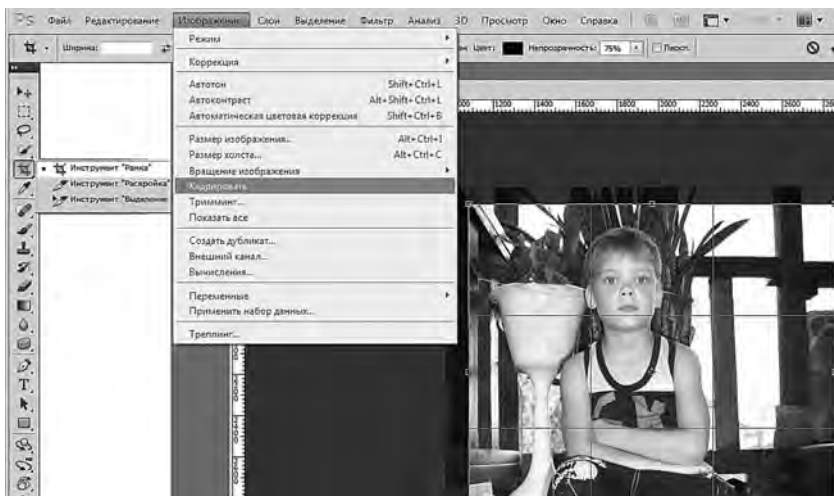 PS Файл Редактирование Изображение Слои Выделение Фильтр Анализ 3D Просмотр Окно Справка
Ширина: Цвет: Непрозрачность: 75%
Режим
Коррекция
Автотон Shift+Ctrl+L
Автоконтраст Alt+Shift+Ctrl+L
Автоматическая цветовая коррекция Shift+Ctrl+B
Размер изображения... Alt+Ctrl+I
Размер холста... Alt+Ctrl+C
Вращение изображения
Кадрировать
Тримминг...
Показать все
Создать дубликат...
Внешний канал...
Вычисления...
Переменные
Применить набор данных...
Треппинг...
Инструмент "Рамка"
Инструмент "Раскройка"
Инструмент "Выделение
1200 1400 1600 1800 2000 2200 2400 2600